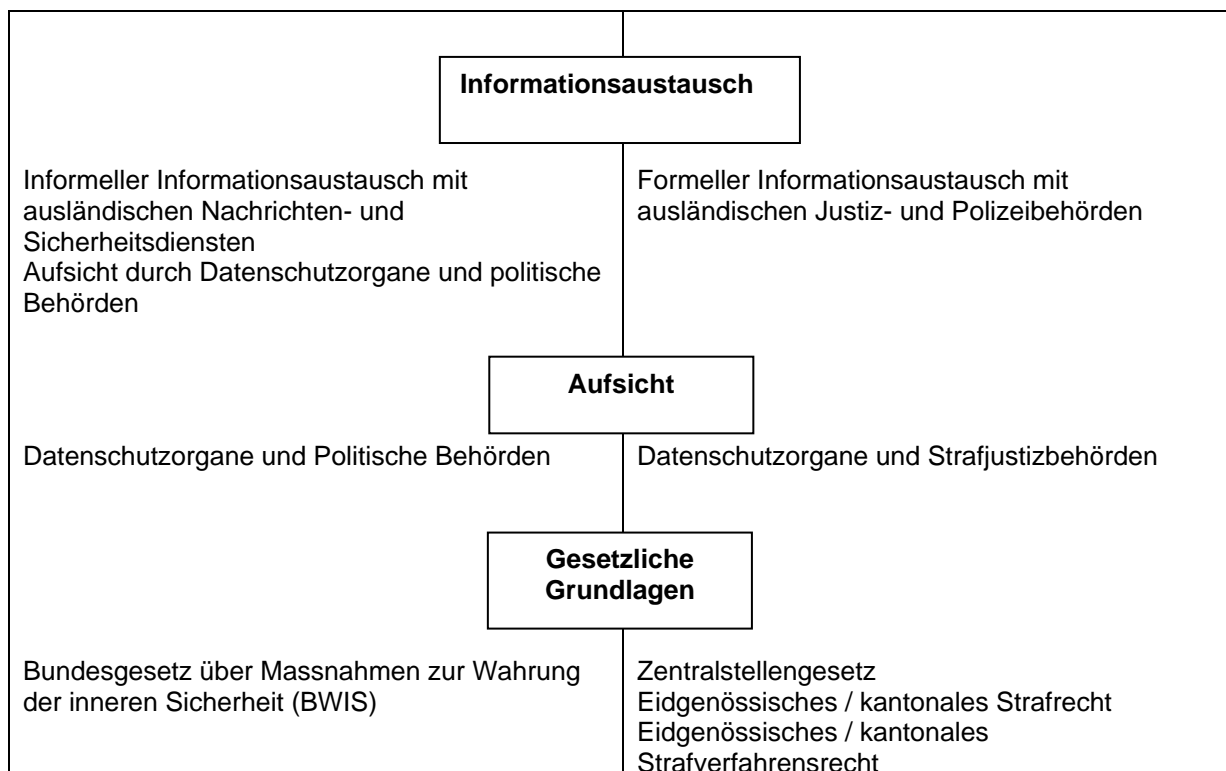 Informationsaustausch
Informeller Informationsaustausch mit
ausländischen Nachrichten- und
Sicherheitsdiensten
Aufsicht durch Datenschutzorgane und politische
Behörden
Formeller Informationsaustausch mit
ausländischen Justiz- und Polizeibehörden
Aufsicht
Datenschutzorgane und Politische Behörden
Datenschutzorgane und Strafjustizbehörden
Gesetzliche
Grundlagen
Bundesgesetz über Massnahmen zur Wahrung
der inneren Sicherheit (BWIS)
Zentralstellengesetz
Eidgenössisches / kantonales Strafrecht
Eidgenössisches / kantonales
Strafverfahrensrecht